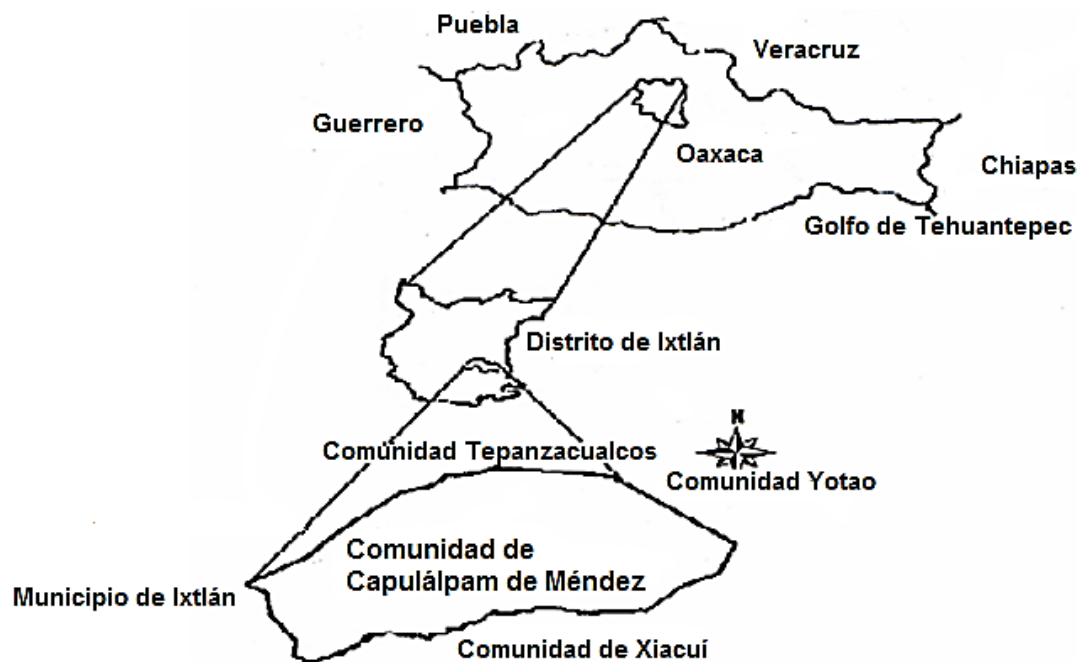 Puebla
Veracruz
Guerrero
Oaxaca
Chiapas
Golfo de Tehuantepec
Distrito de Ixtlán
N
Comunidad Tepanzacualcos
Comunidad Yotao
Comunidad de
Capulálpam de Méndez
Municipio de Ixtlán
Comunidad de Xiacuí